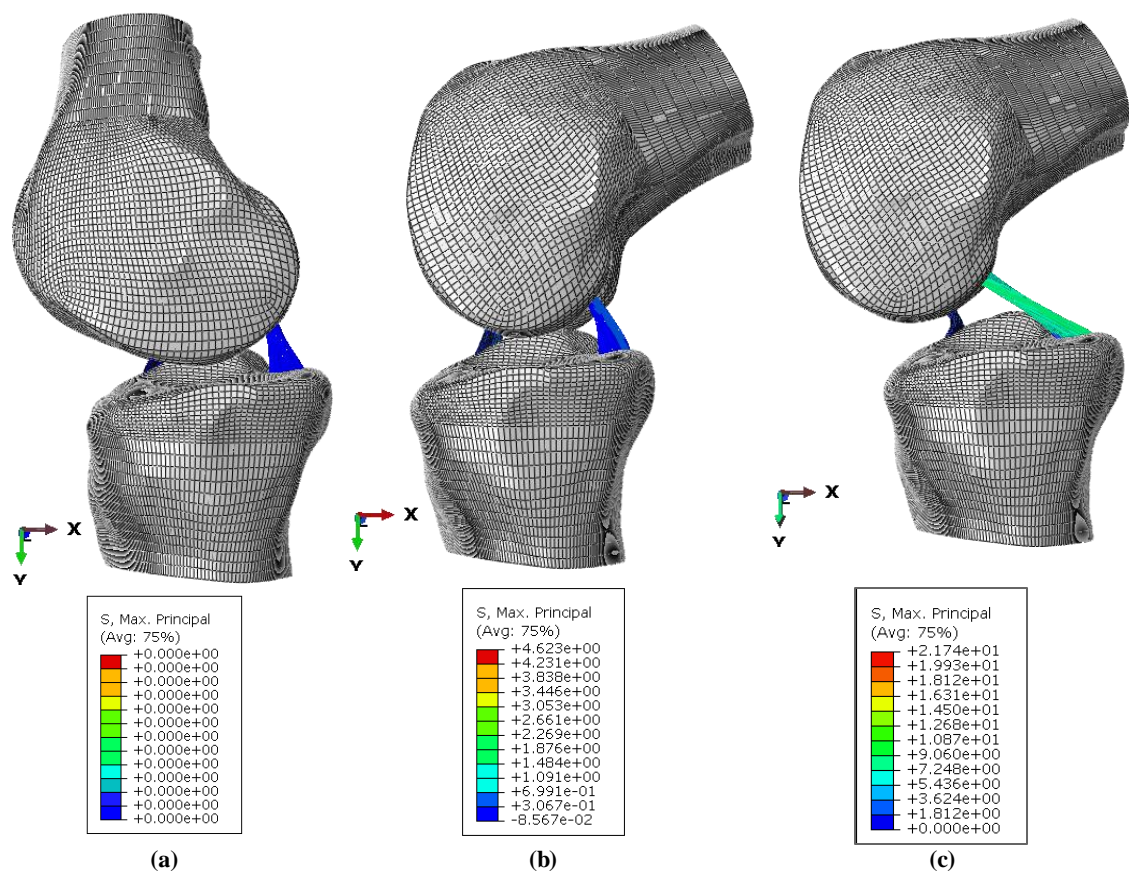 X
Y
X
Y
X
Y
S, Max. Principal
(Avg: 75%)
+0.000e+00
+0.000e+00
+0.000e+00
+0.000e+00
+0.000e+00
+0.000e+00
+0.000e+00
+0.000e+00
+0.000e+00
+0.000e+00
+0.000e+00
+0.000e+00
+0.000e+00
S, Max. Principal
(Avg: 75%)
+4.623e+00
+4.231e+00
+3.838e+00
+3.446e+00
+3.053e+00
+2.661e+00
+2.269e+00
+1.876e+00
+1.484e+00
+1.091e+00
+6.991e-01
+3.067e-01
-8.567e-02
S, Max. Principal
(Avg: 75%)
+2.174e+01
+1.993e+01
+1.812e+01
+1.631e+01
+1.450e+01
+1.268e+01
+1.087e+01
+9.060e+00
+7.248e+00
+5.436e+00
+3.624e+00
+1.812e+00
+0.000e+00
(a)
(b)
(c)